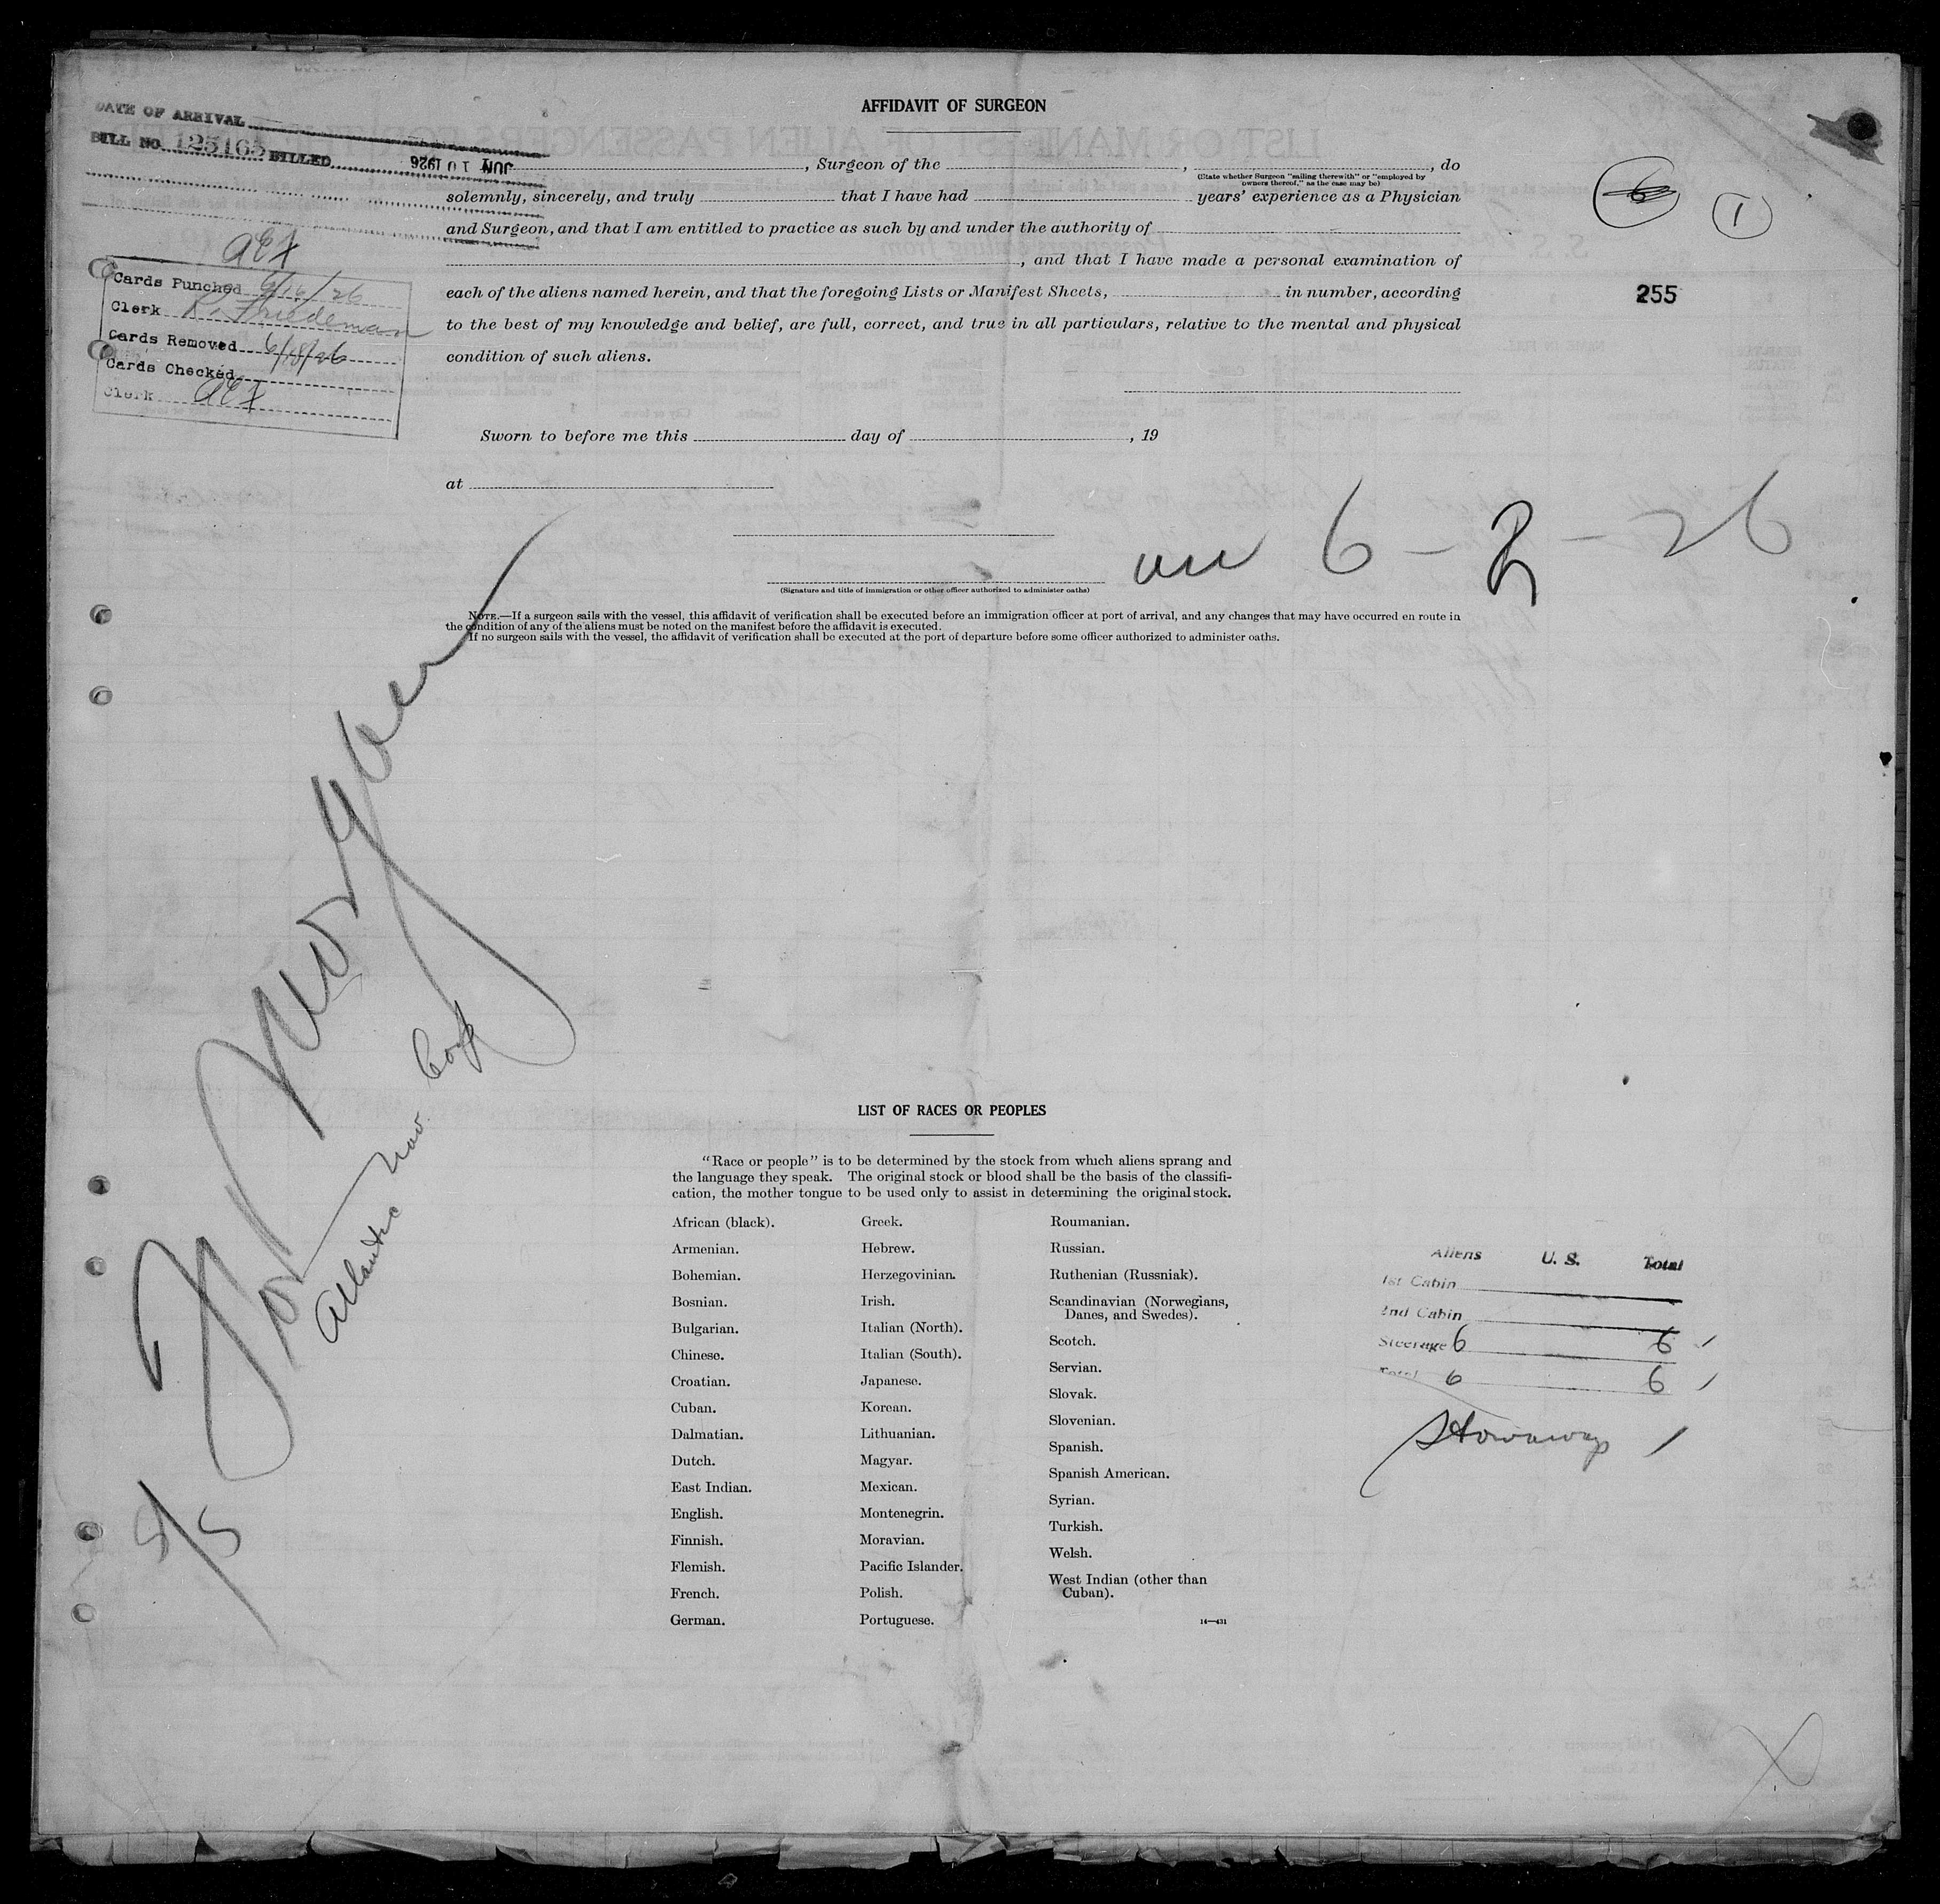 AFFIDAVIT OF SURGEON
DATE OF ARRIVAL
BILL NO. 125165 BILLED JUN 10 1926
, Surgeon of the , , do
(State whether Surgeon "sailing therewith" or "employed by
owners thereof," as the case may be)
solemnly, sincerely, and truly that I have had years' experience as a Physician
and Surgeon, and that I am entitled to practice as such by and under the authority of
, and that I have made a personal examination of
each of the aliens named herein, and that the foregoing Lists or Manifest Sheets, in number, according
to the best of my knowledge and belief, are full, correct, and true in all particulars, relative to the mental and physical
condition of such aliens.
6
1
255
Cards Punched 6/16/26
Clerk R. Friedeman
Cards Removed 6/18/26
Cards Checked
Clerk
Sworn to before me this day of , 19
at
6 - 2 - 26
(Signature and title of immigration or other officer authorized to administer oaths)
NOTE.—If a surgeon sails with the vessel, this affidavit of verification shall be executed before an immigration officer at port of arrival, and any changes that may have occurred en route in
the condition of any of the aliens must be noted on the manifest before the affidavit is executed.
If no surgeon sails with the vessel, the affidavit of verification shall be executed at the port of departure before some officer authorized to administer oaths.
Atlantic Nav. Corp
S/S
LIST OF RACES OR PEOPLES
"Race or people" is to be determined by the stock from which aliens sprang and
the language they speak. The original stock or blood shall be the basis of the classifi-
cation, the mother tongue to be used only to assist in determining the original stock.
African (black).
Armenian.
Bohemian.
Bosnian.
Bulgarian.
Chinese.
Croatian.
Cuban.
Dalmatian.
Dutch.
East Indian.
English.
Finnish.
Flemish.
French.
German.
Greek.
Hebrew.
Herzegovinian.
Irish.
Italian (North).
Italian (South).
Japanese.
Korean.
Lithuanian.
Magyar.
Mexican.
Montenegrin.
Moravian.
Pacific Islander.
Polish.
Portuguese.
Roumanian.
Russian.
Ruthenian (Russniak).
Scandinavian (Norwegians,
Danes, and Swedes).
Scotch.
Servian.
Slovak.
Slovenian.
Spanish.
Spanish American.
Syrian.
Turkish.
Welsh.
West Indian (other than
Cuban).
14—431
Aliens U. S. Total
1st Cabin
2nd Cabin
Steerage 6 6
Total 6 6
Stowaway 1